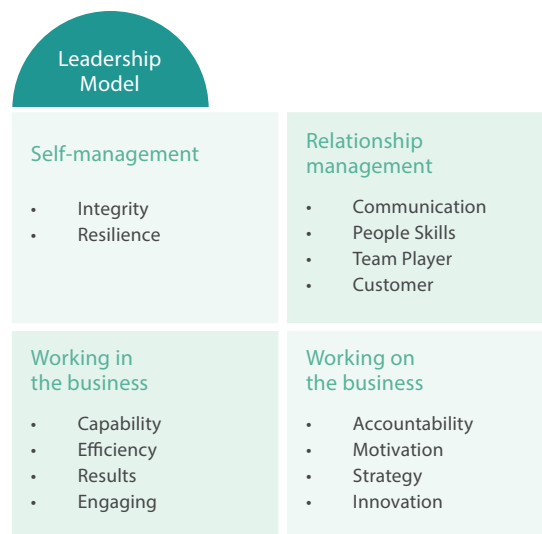 Leadership
Model
Self-management
• Integrity
• Resilience
Relationship
management
• Communication
• People Skills
• Team Player
• Customer
Working in
the business
• Capability
• Efficiency
• Results
• Engaging
Working on
the business
• Accountability
• Motivation
• Strategy
• Innovation